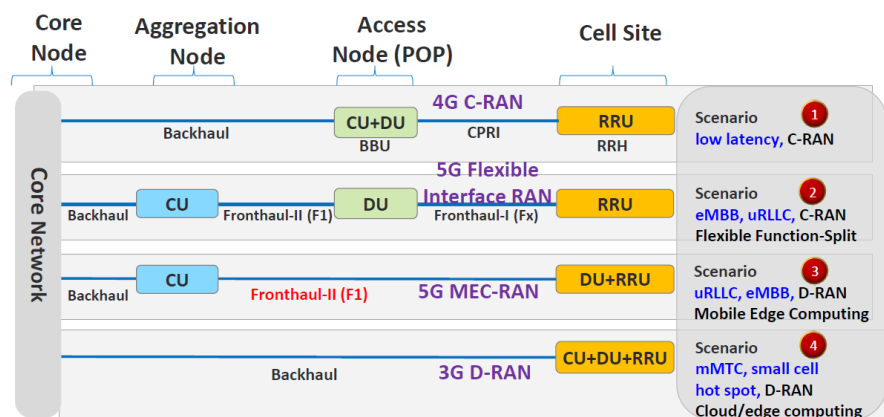 Core
Node
Aggregation
Node
Access
Node (POP)
Cell Site
Core Network
4G C-RAN
Backhaul
CU+DU
BBU
CPRI
RRU
RRH
Scenario
1
low latency, C-RAN
5G Flexible
Interface RAN
Backhaul
CU
Fronthaul-II (F1)
DU
Fronthaul-I (Fx)
RRU
Scenario
2
eMBB, uRLLC, C-RAN
Flexible Function-Split
Backhaul
CU
Fronthaul-II (F1)
5G MEC-RAN
DU+RRU
Scenario
3
uRLLC, eMBB, D-RAN
Mobile Edge Computing
Backhaul
3G D-RAN
CU+DU+RRU
Scenario
4
mMTC, small cell
hot spot, D-RAN
Cloud/edge computing